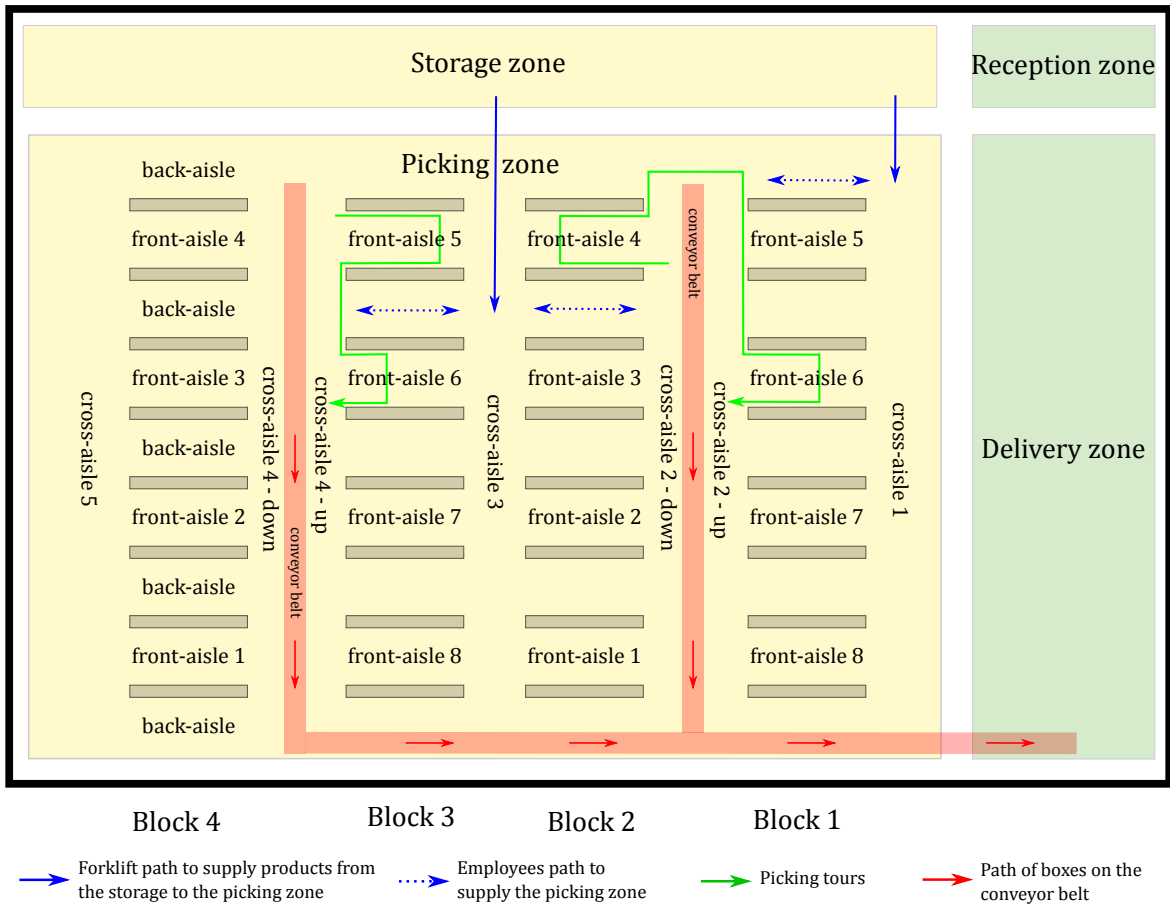 Storage zone
Reception zone
Picking zone
back-aisle
conveyor belt
front-aisle 4
front-aisle 5
front-aisle 4
front-aisle 5
back-aisle
front-aisle 3
front-aisle 6
front-aisle 3
front-aisle 6
cross-aisle 5
cross-aisle 4 - down
cross-aisle 4 - up
cross-aisle 3
cross-aisle 2 - down
cross-aisle 2 - up
cross-aisle 1
Delivery zone
back-aisle
front-aisle 2
conveyor belt
front-aisle 7
front-aisle 2
front-aisle 7
back-aisle
front-aisle 1
front-aisle 8
front-aisle 1
front-aisle 8
back-aisle
Block 4
Block 3
Block 2
Block 1
Forklift path to supply products from
the storage to the picking zone
Employees path to
supply the picking zone
Picking tours
Path of boxes on the
conveyor belt